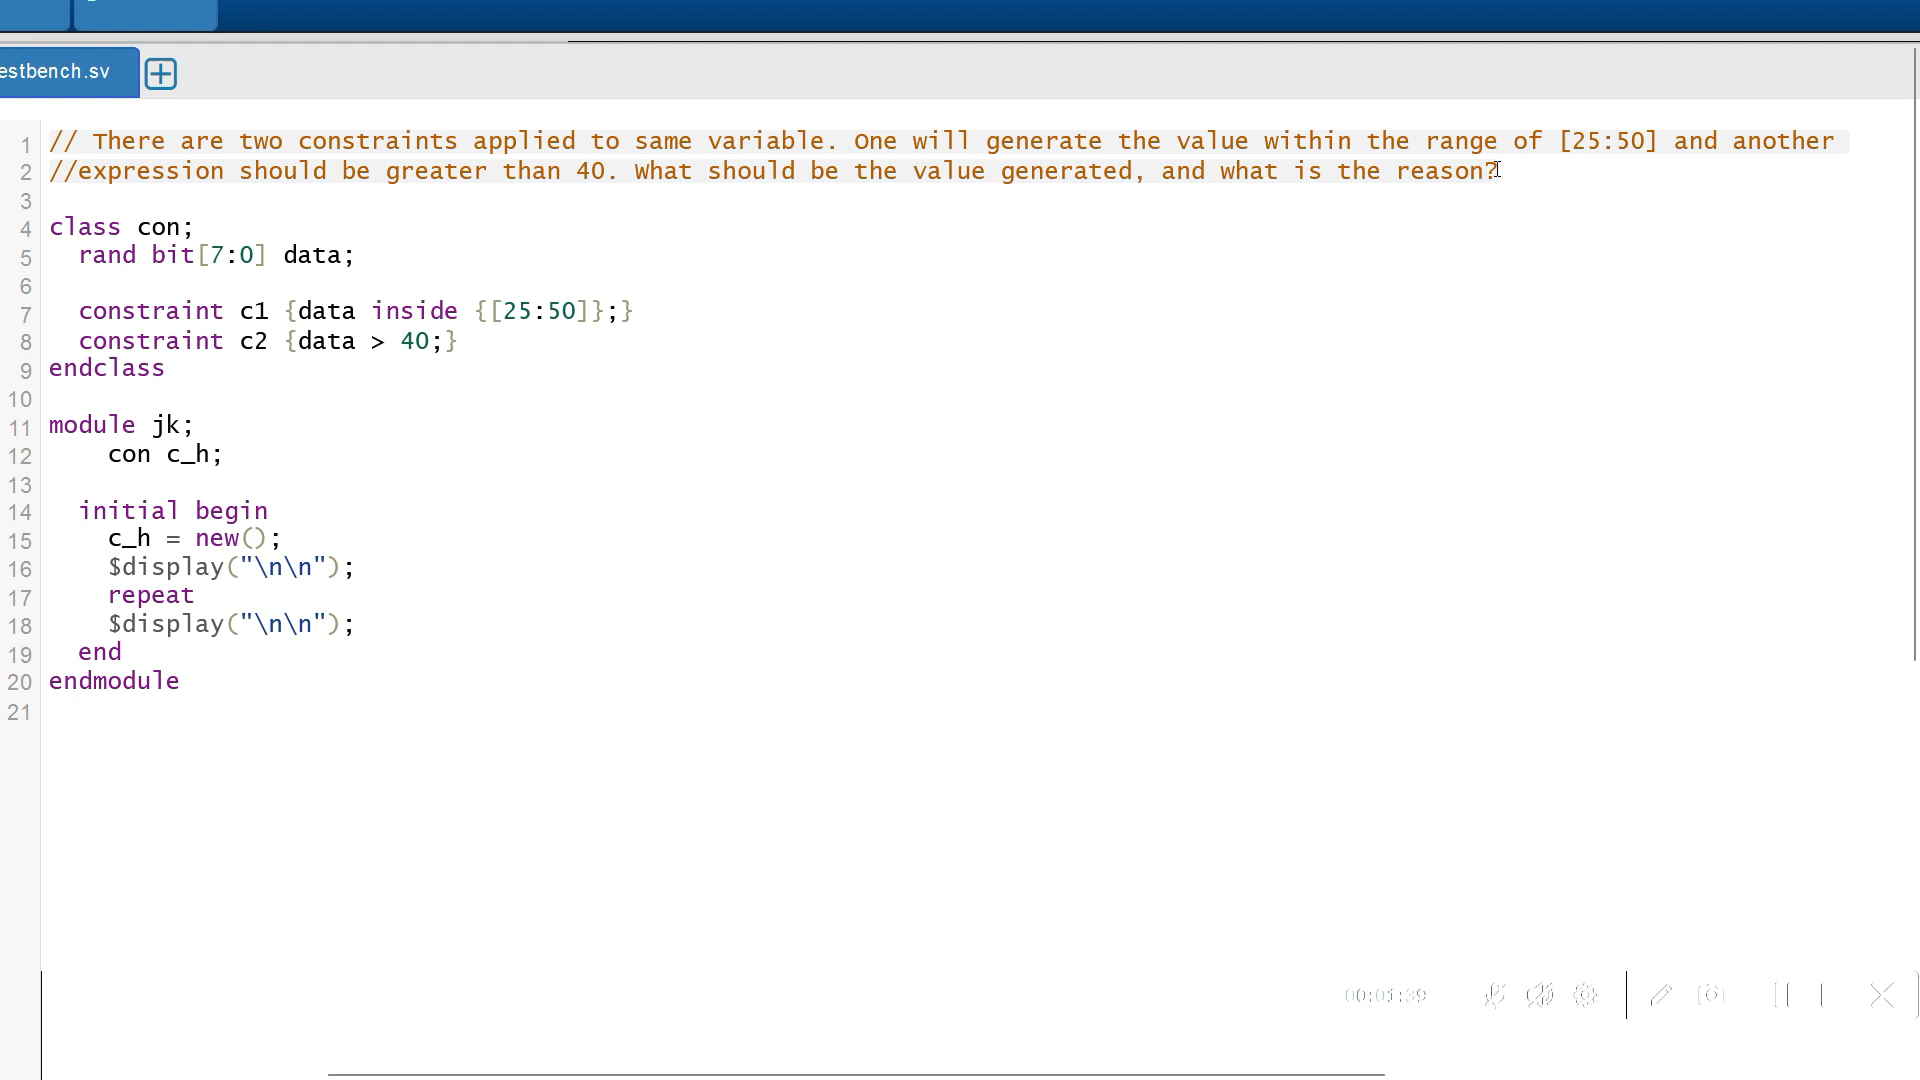 estbench.sv
1 // There are two constraints applied to same variable. One will generate the value within the range of [25:50] and another
2 //expression should be greater than 40. What should be the value generated, and what is the reason?
3
4 class con;
5 rand bit[7:0] data;
6
7 constraint c1 {data inside {[25:50]};}
8 constraint c2 {data > 40;}
9 endclass
10
11 module jk;
12 con c_h;
13
14 initial begin
15 c_h = new();
16 $display("\n\n");
17 repeat
18 $display("\n\n");
19 end
20 endmodule
21
00:01:39